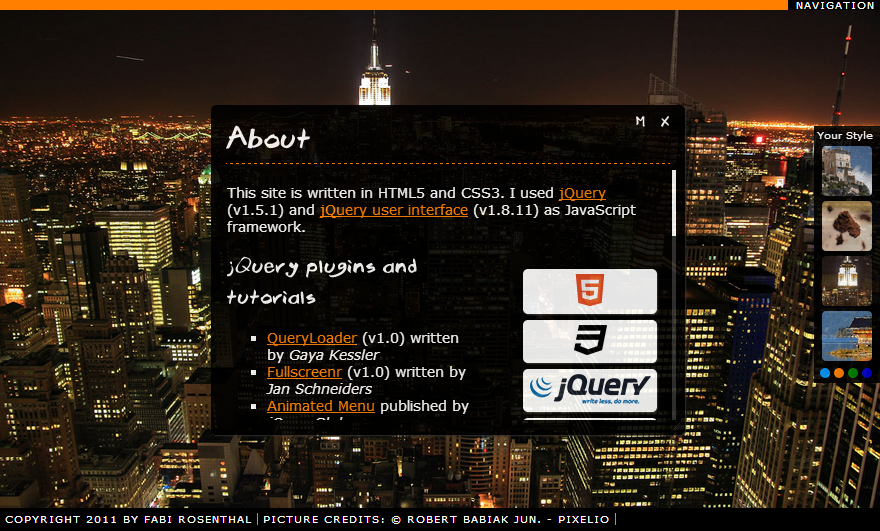 NAVIGATION
M X
About
Your Style
This site is written in HTML5 and CSS3. I used jQuery
(v1.5.1) and jQuery user interface (v1.8.11) as JavaScript
framework.
jQuery plugins and
tutorials
5
3
QueryLoader (v1.0) written
by Gaya Kessler
Fullscreenr (v1.0) written by
Jan Schneiders
jQuery
write less, do more.
Animated Menu published by
COPYRIGHT 2011 BY FABI ROSENTHAL | PICTURE CREDITS: © ROBERT BABIAK JUN. - PIXELIO |